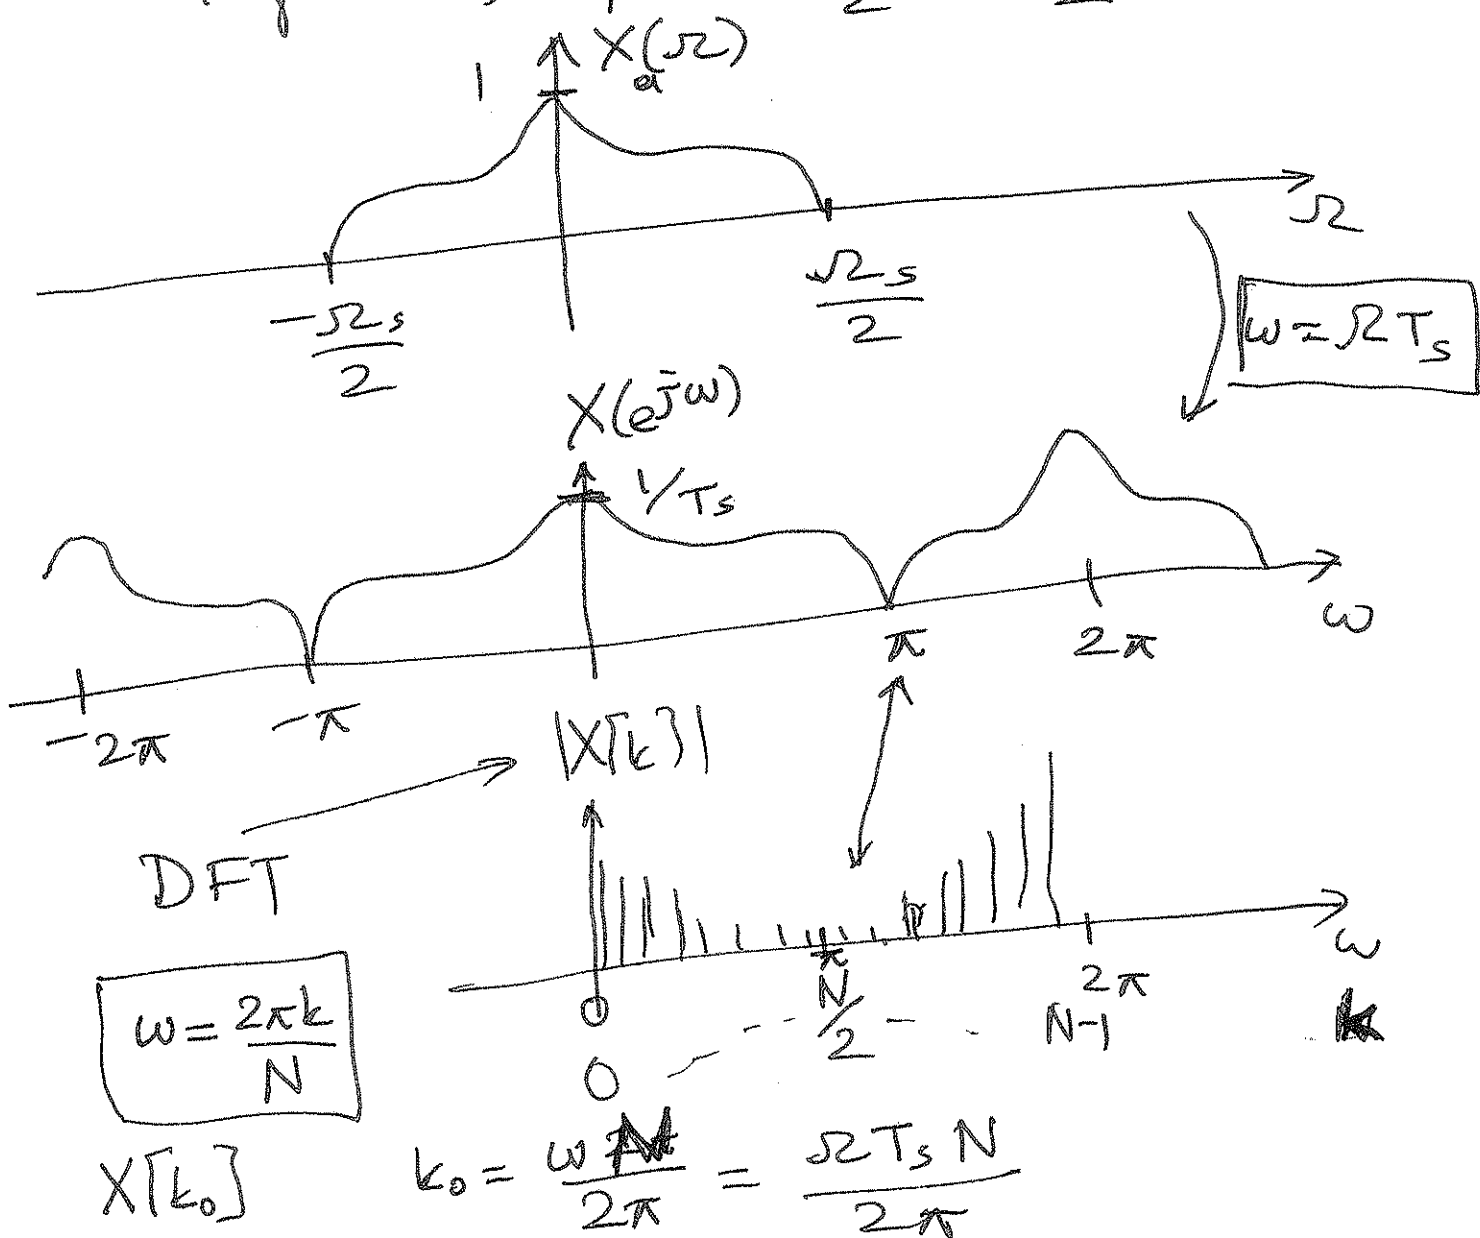 X_a(Ω)
1
Ω
-Ω_s/2
Ω_s/2
ω = ΩT_s
X(e^{jω})
1/T_s
ω
-2π
-π
π
2π
|X[k]|
DFT
ω = 2πk/N
π
2π
ω
0
N/2
N-1
k
0
X[k_0]
k_0 = ωN/2π = ΩT_sN/2π